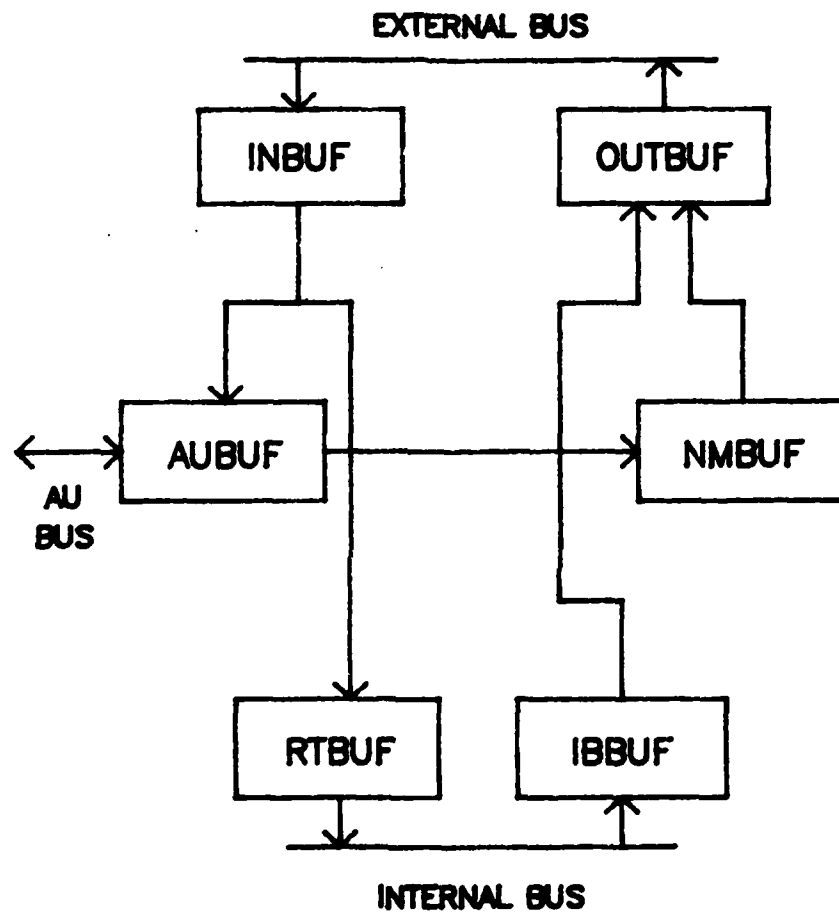 EXTERNAL BUS
INBUF
OUTBUF
AUBUF
NMBUF
AU
BUS
RTBUF
IBBUF
INTERNAL BUS